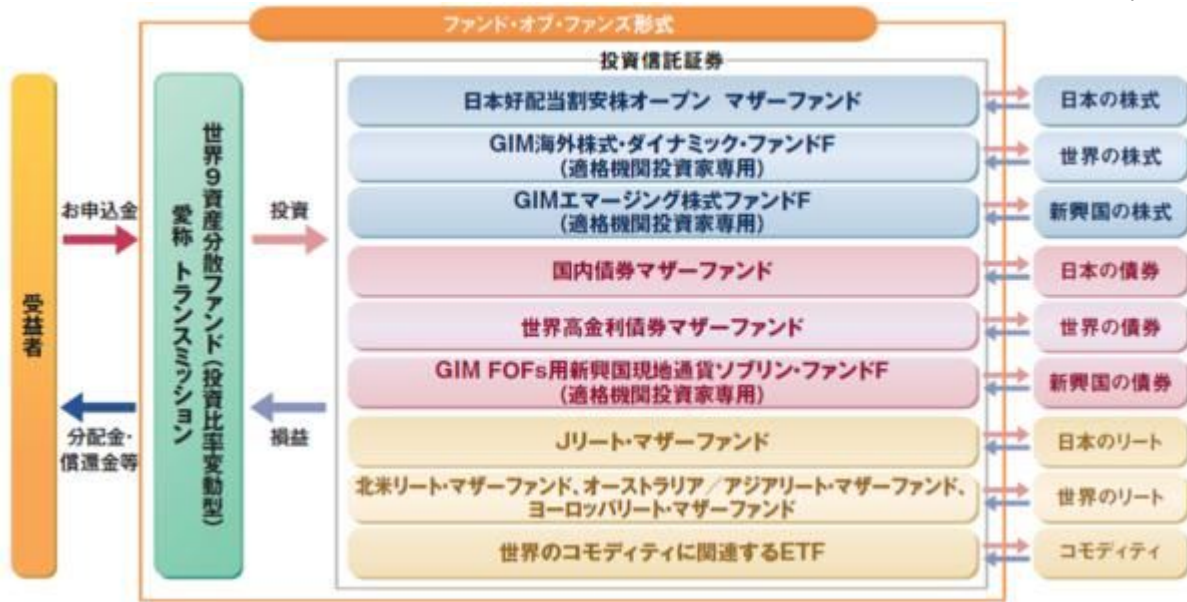 ファンド・オブ・ファンズ形式
投資信託証券
受益者
お申込金
分配金・
償還金等
世界9資産分散ファンド(投資比率変動型)
愛称 トランスミッション
投資
損益
日本好配当割安株オープン マザーファンド
日本の株式
GIM海外株式・ダイナミック・ファンドF
(適格機関投資家専用)
世界の株式
GIMエマージング株式ファンドF
(適格機関投資家専用)
新興国の株式
国内債券マザーファンド
日本の債券
世界高金利債券マザーファンド
世界の債券
GIM FOFs用新興国現地通貨ソブリン・ファンドF
(適格機関投資家専用)
新興国の債券
Jリート・マザーファンド
日本のリート
北米リート・マザーファンド、オーストラリア/アジアリート・マザーファンド、
ヨーロッパリート・マザーファンド
世界のリート
世界のコモディティに関連するETF
コモディティ